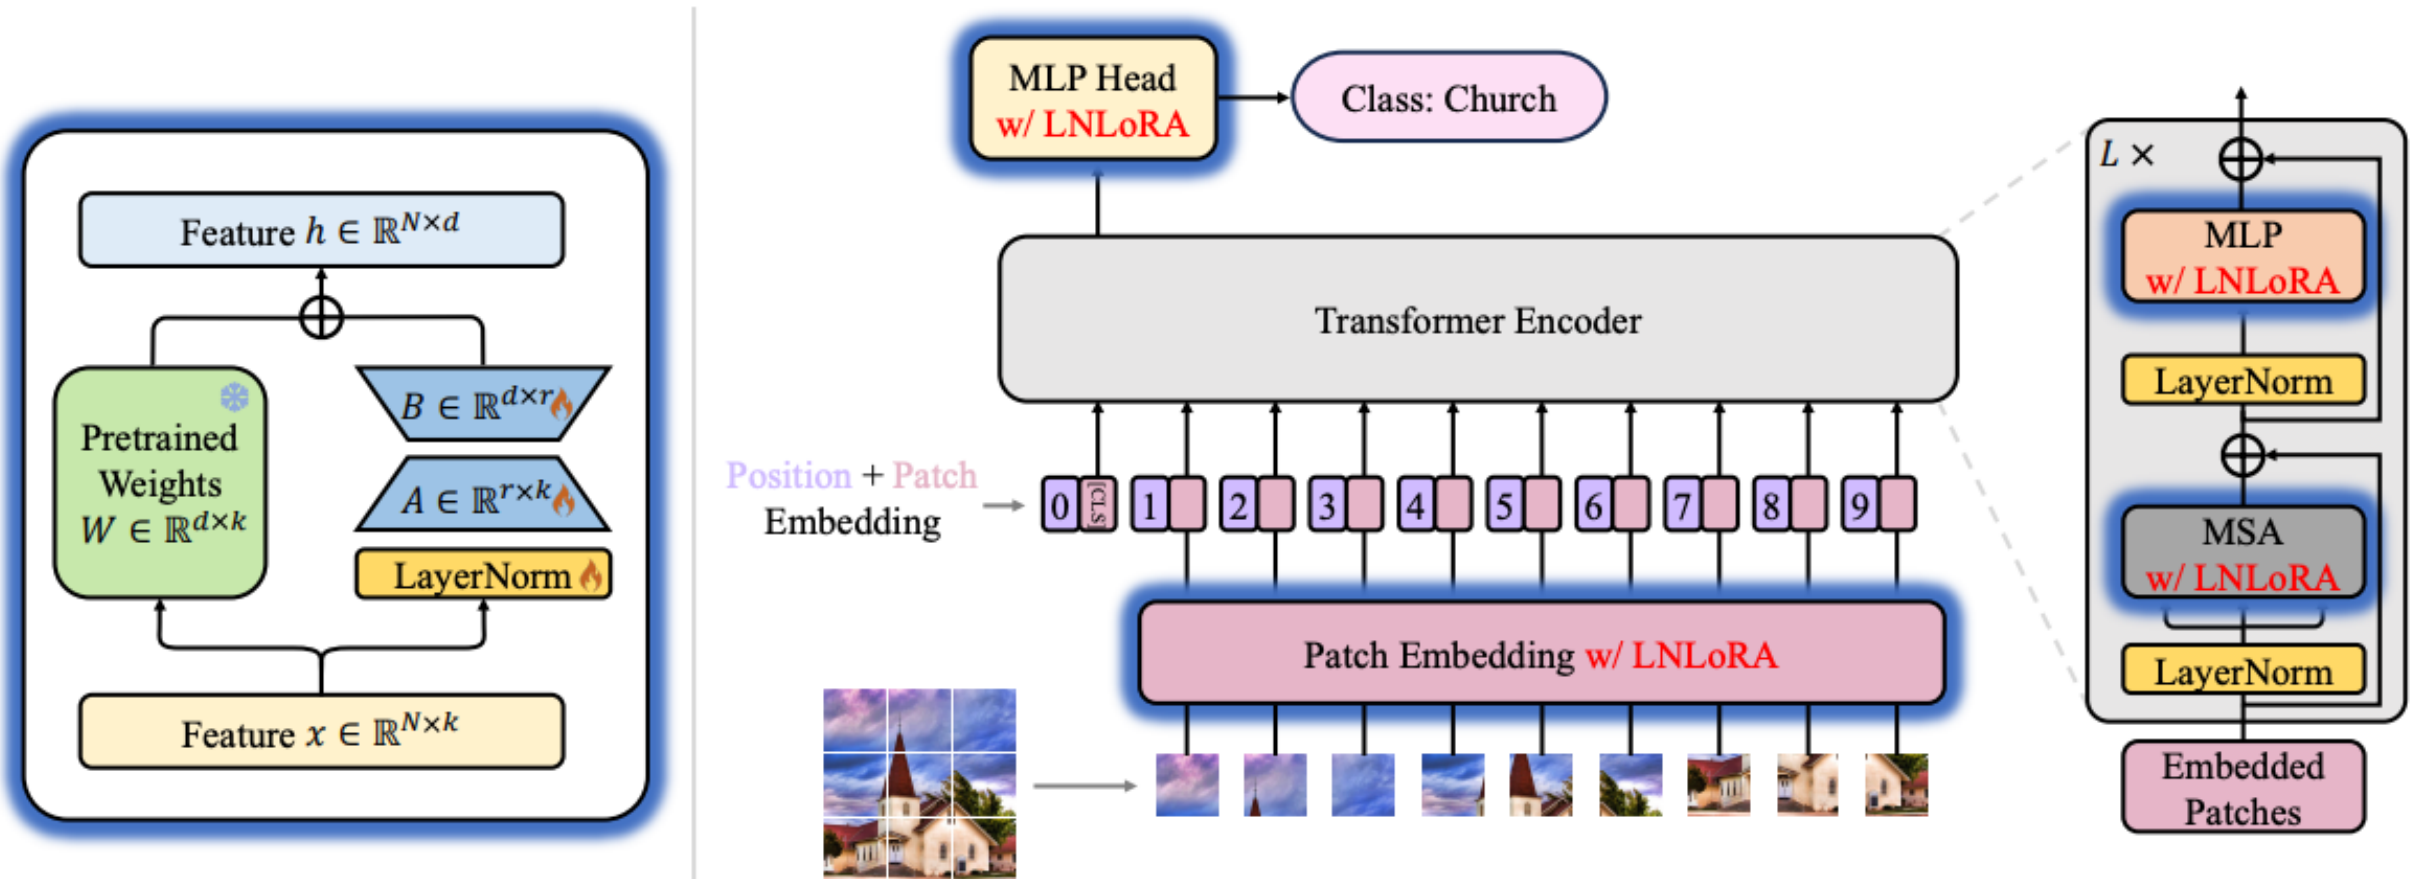 Feature h ∈ ℝ^{N×d}
Pretrained
Weights
W ∈ ℝ^{d×k}
B ∈ ℝ^{d×r}
A ∈ ℝ^{r×k}
LayerNorm
Feature x ∈ ℝ^{N×k}
MLP Head
w/ LNLoRA
Class: Church
Transformer Encoder
Position + Patch
Embedding
0 [CLS] 1 2 3 4 5 6 7 8 9
Patch Embedding w/ LNLoRA
L ×
MLP
w/ LNLoRA
LayerNorm
MSA
w/ LNLoRA
LayerNorm
Embedded
Patches